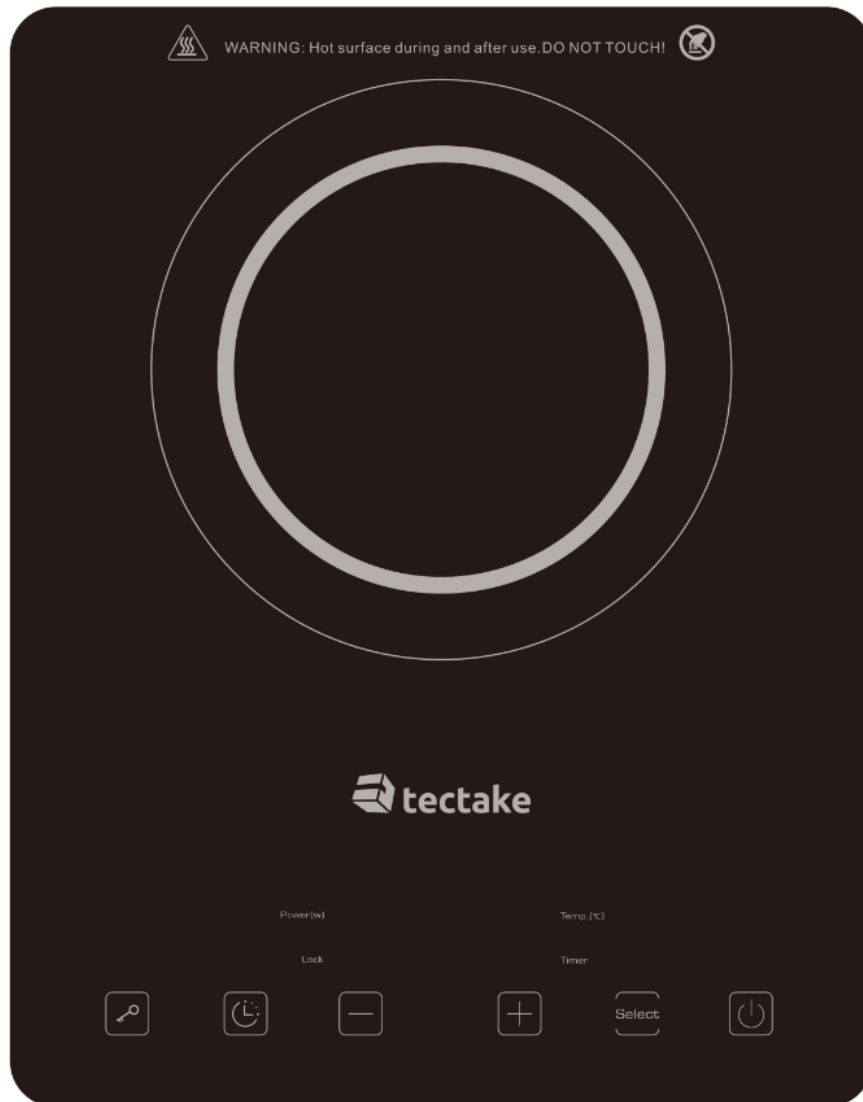 WARNING: Hot surface during and after use.DO NOT TOUCH!
tectake
Power(w)
Temp.(℃)
Lock
Timer
Select